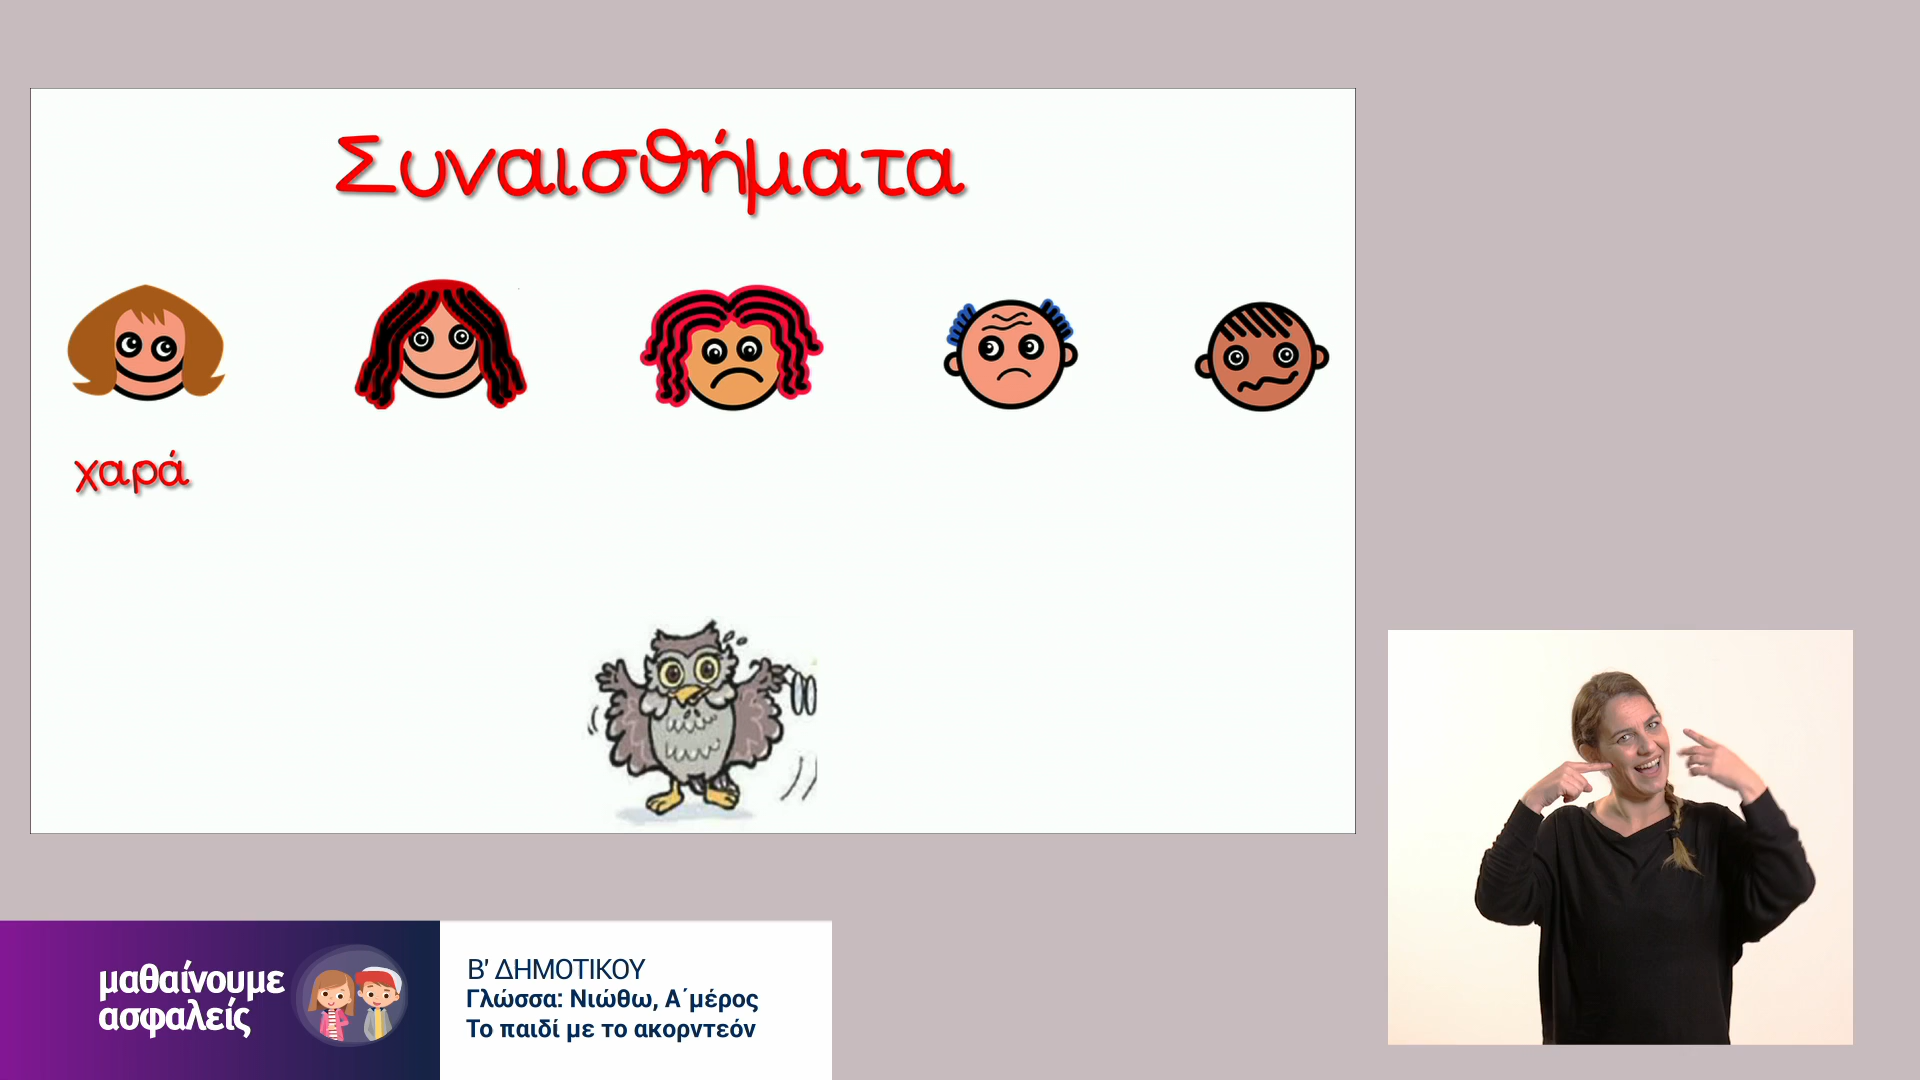 Συναισθήματα
χαρά
μαθαίνουμε
ασφαλείς
Β' ΔΗΜΟΤΙΚΟΥ
Γλώσσα: Νιώθω, Α΄μέρος
Το παιδί με το ακορντεόν